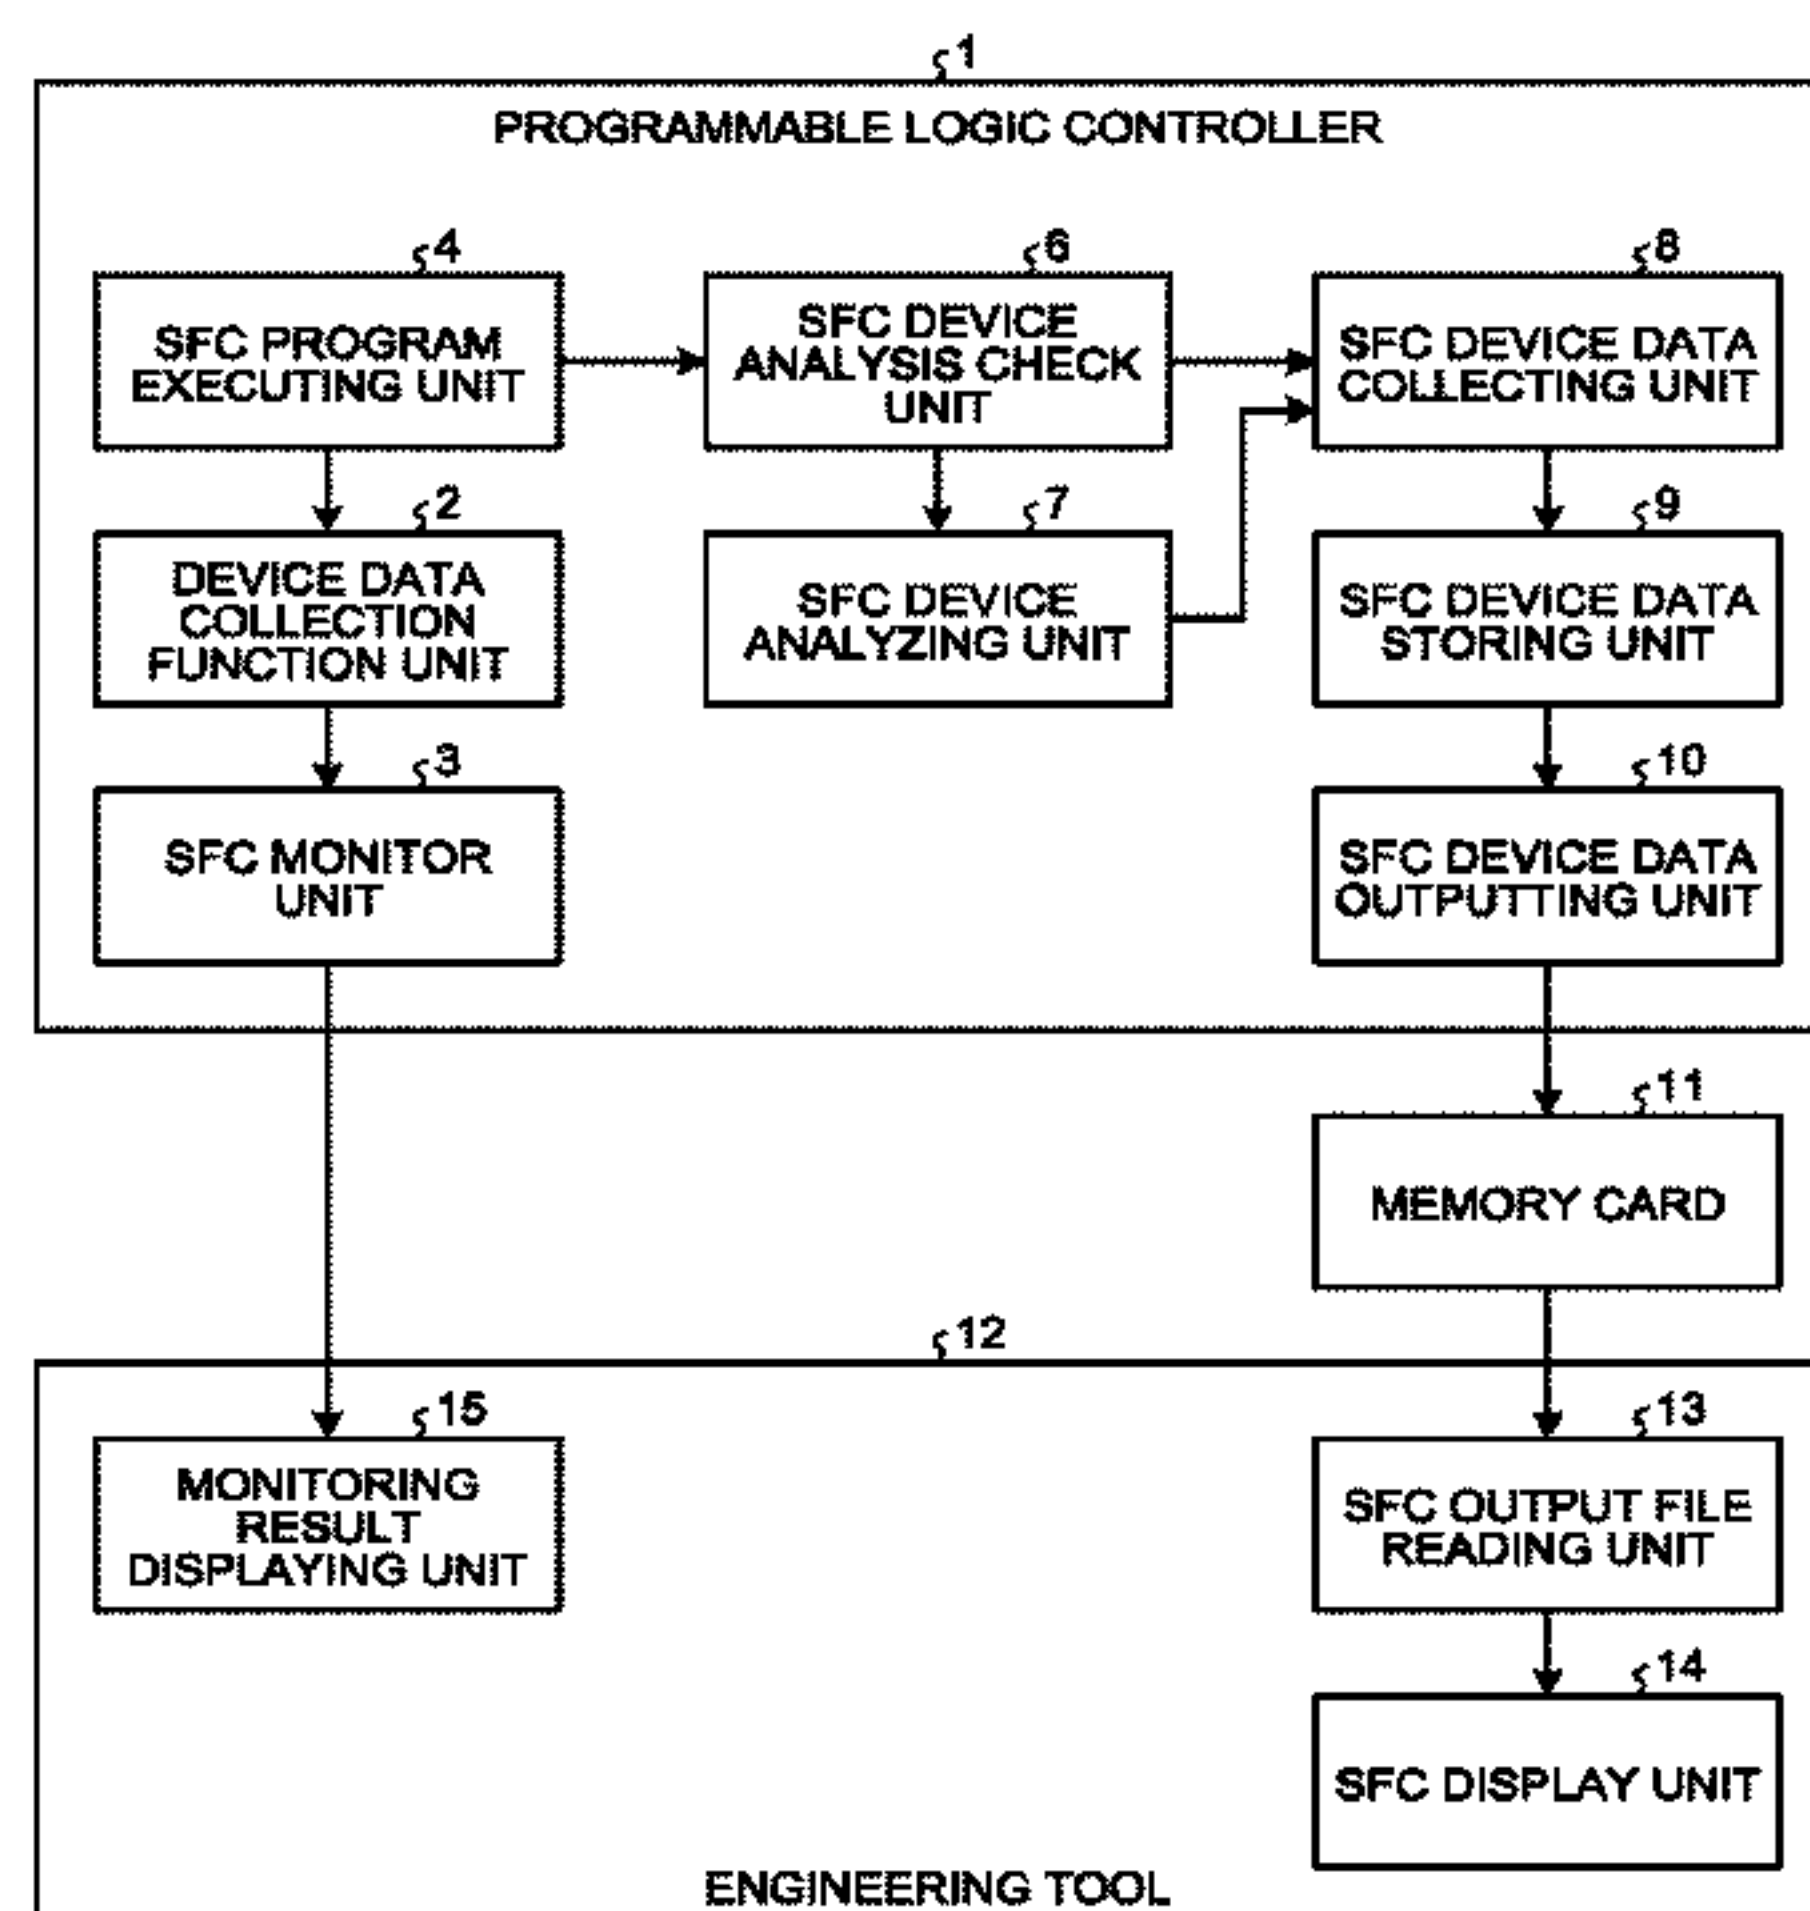 1
PROGRAMMABLE LOGIC CONTROLLER
4
SFC PROGRAM
EXECUTING UNIT
6
SFC DEVICE
ANALYSIS CHECK
UNIT
8
SFC DEVICE DATA
COLLECTING UNIT
2
DEVICE DATA
COLLECTION
FUNCTION UNIT
7
SFC DEVICE
ANALYZING UNIT
9
SFC DEVICE DATA
STORING UNIT
3
SFC MONITOR
UNIT
10
SFC DEVICE DATA
OUTPUTTING UNIT
11
MEMORY CARD
12
15
MONITORING
RESULT
DISPLAYING UNIT
13
SFC OUTPUT FILE
READING UNIT
14
SFC DISPLAY UNIT
ENGINEERING TOOL